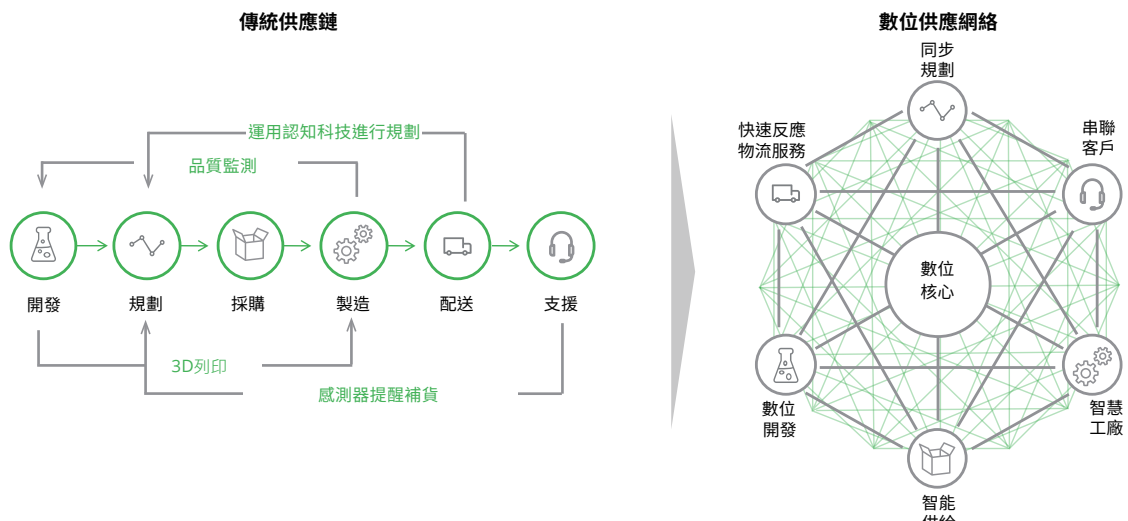 傳統供應鏈
運用認知科技進行規劃
品質監測
開發
規劃
採購
製造
配送
支援
3D列印
感測器提醒補貨
數位供應網絡
同步
規劃
快速反應
物流服務
串聯
客戶
數位
核心
數位
開發
智慧
工廠
智能
供給